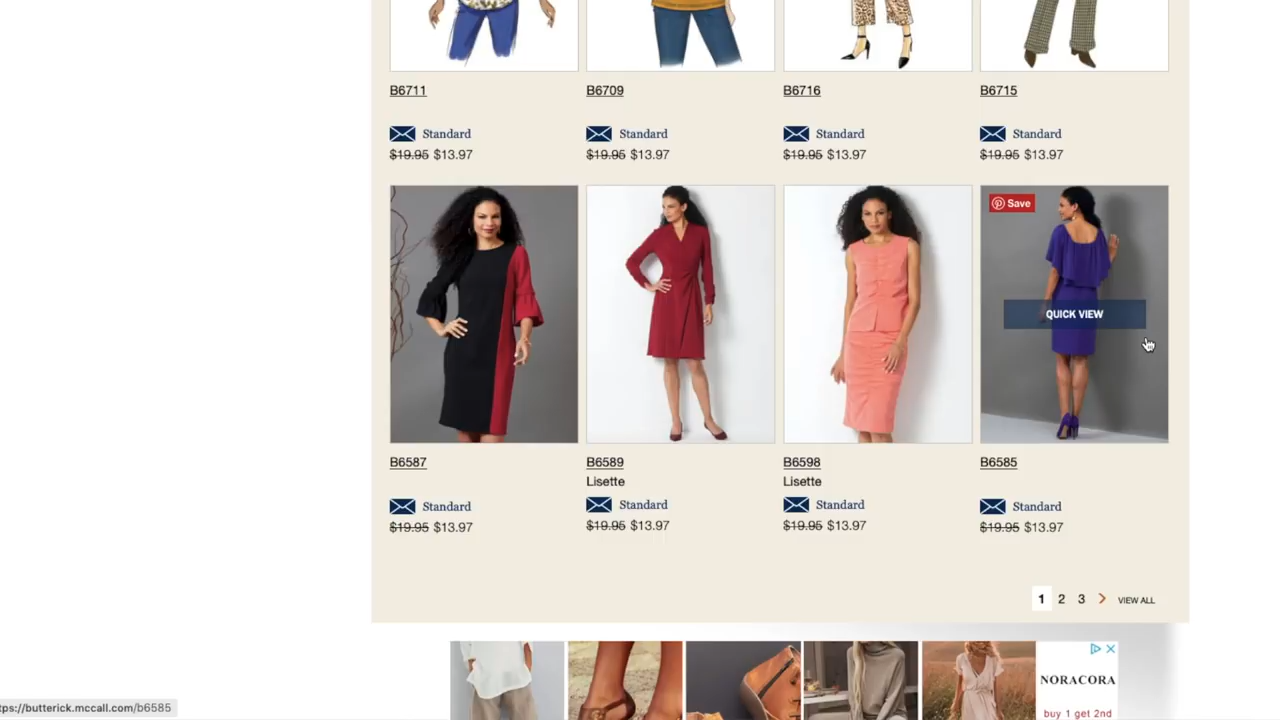 B6711
B6709
B6716
B6715
Standard
Standard
Standard
Standard
$19.95 $13.97
$19.95 $13.97
$19.95 $13.97
$19.95 $13.97
Save
QUICK VIEW
B6587
B6589
B6598
B6585
Lisette
Lisette
Standard
Standard
Standard
Standard
$19.95 $13.97
$19.95 $13.97
$19.95 $13.97
$19.95 $13.97
1 2 3 > VIEW ALL
NORACORA
buy 1 get 2nd
tps://butterick.mccall.com/b6585